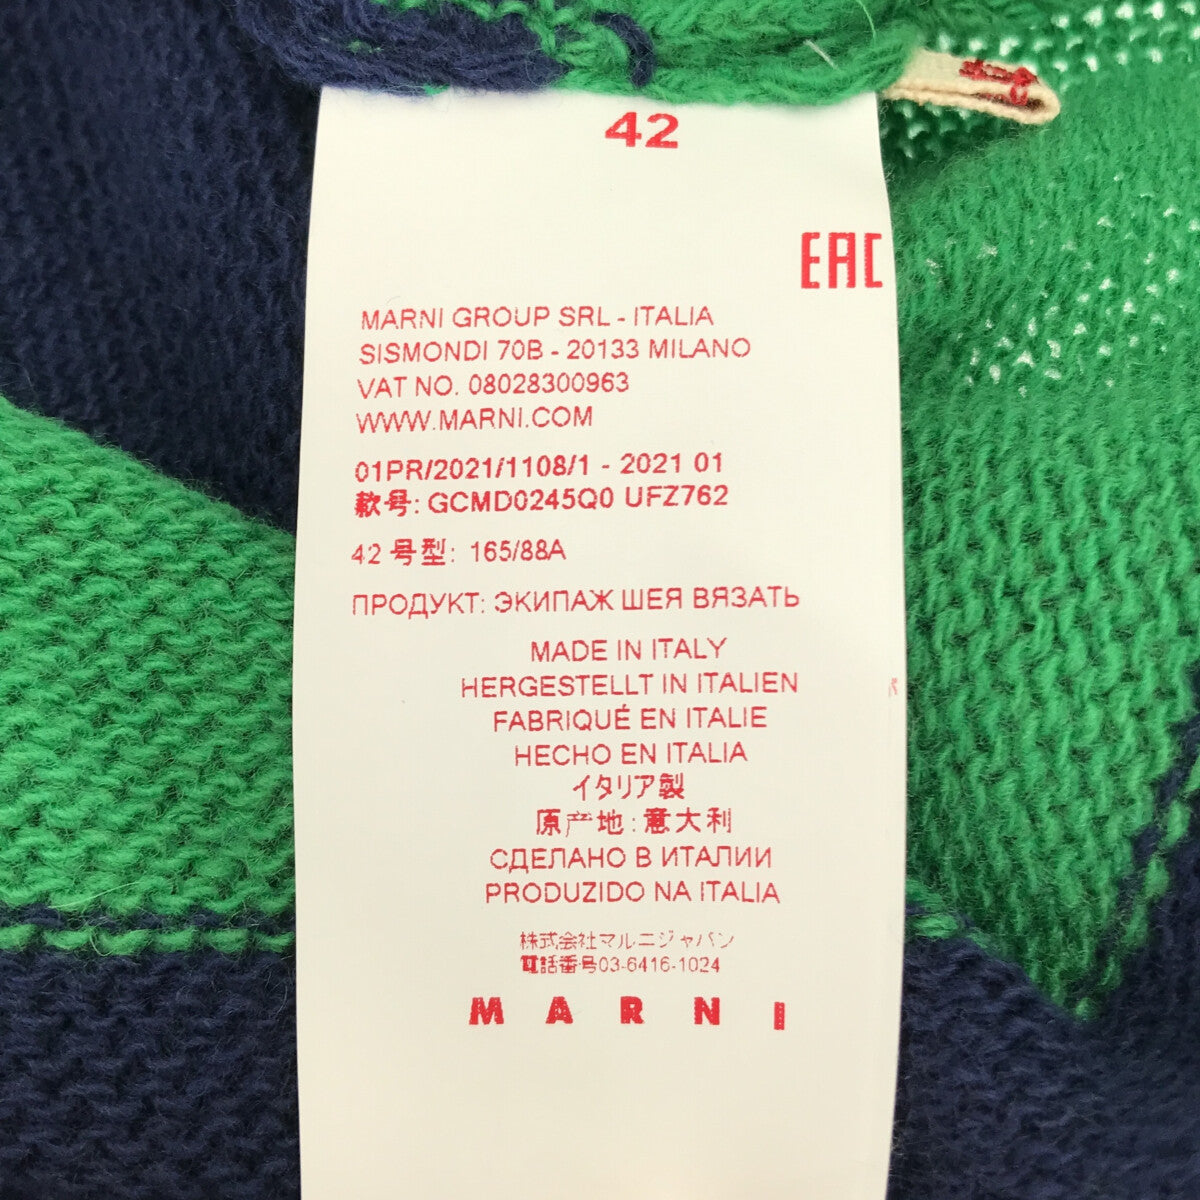 42
EAC
MARNI GROUP SRL - ITALIA
SISMONDI 70B - 20133 MILANO
VAT NO. 08028300963
WWW.MARNI.COM
01PR/2021/1108/1 - 2021 01
款号: GCMD0245Q0 UFZ762
42 号型: 165/88A
ПРОДУКТ: ЭКИПАЖ ШЕЯ ВЯЗАТЬ
MADE IN ITALY
HERGESTELLT IN ITALIEN
FABRIQUÉ EN ITALIE
HECHO EN ITALIA
イタリア製
原产地: 意大利
СДЕЛАНО В ИТАЛИИ
PRODUZIDO NA ITALIA
株式会社マルニジャパン
電話番号03-6416-1024
MARNI